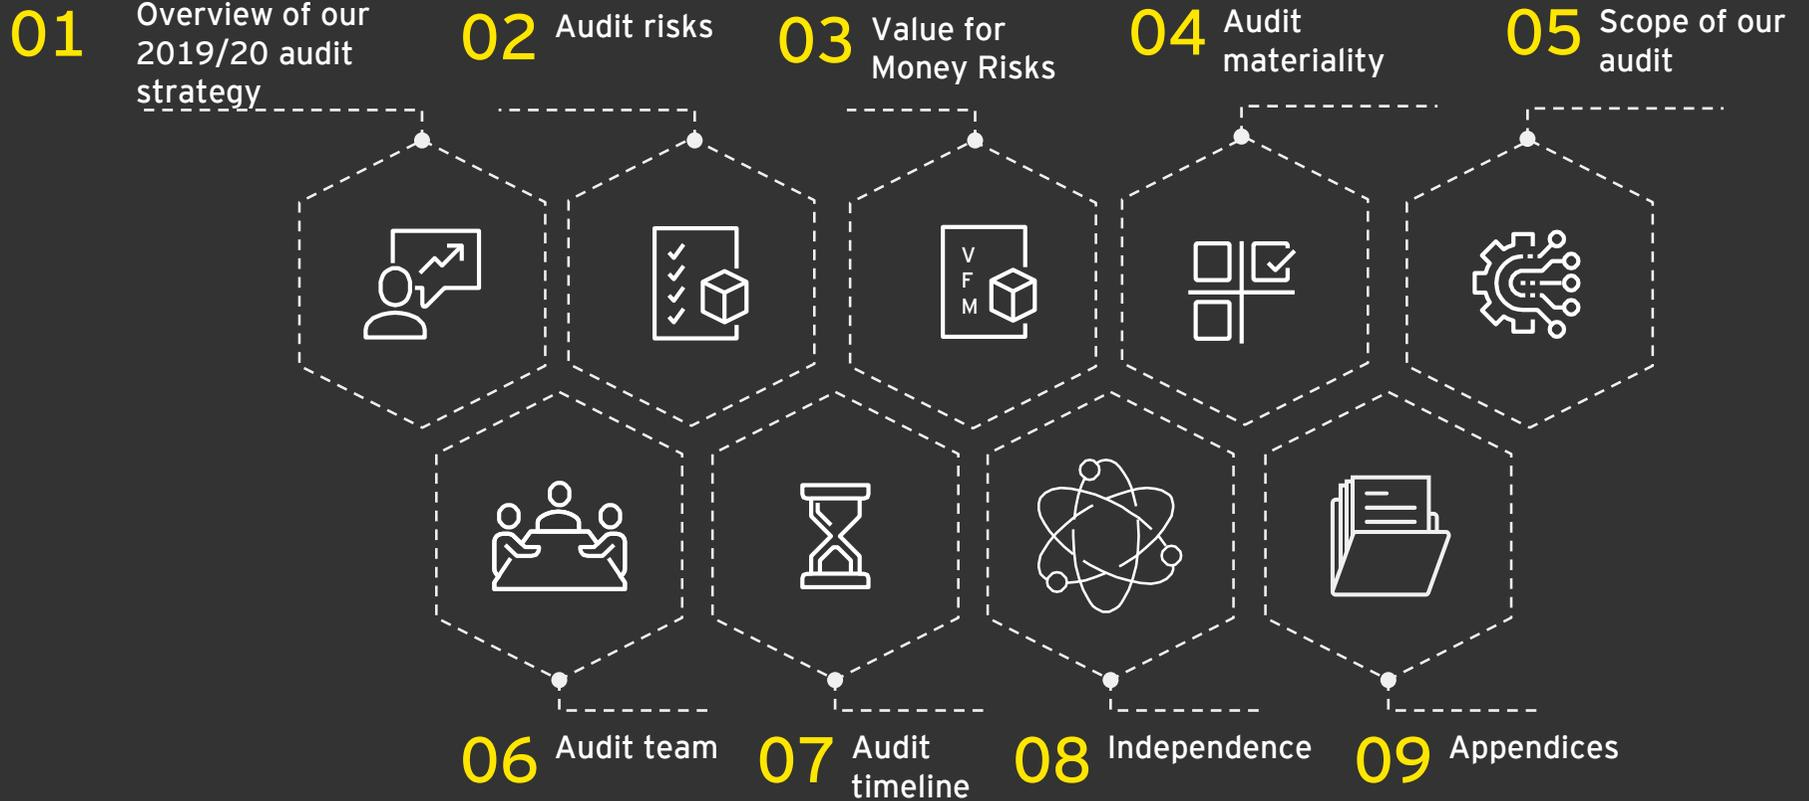 01
Overview of our
2019/20 audit
strategy
02
Audit risks
03
Value for
Money Risks
04
Audit
materiality
05
Scope of our
audit
V
F
M
06
Audit team
07
Audit
timeline
08
Independence
09
Appendices